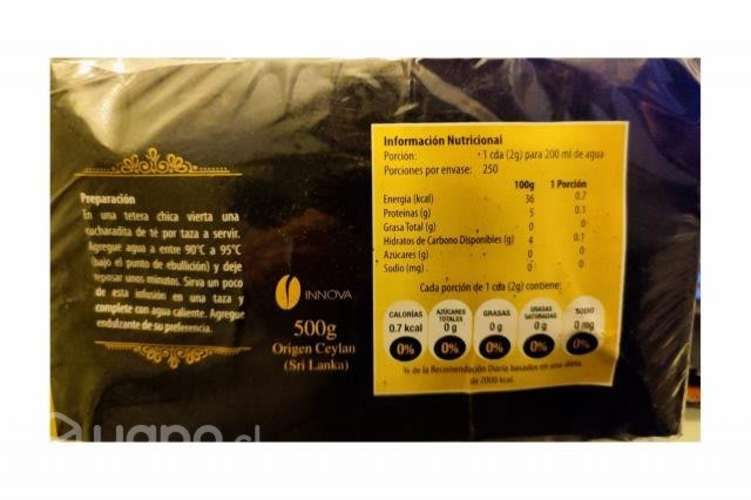 Preparación
En una tetera chica vierta una
cucharadita de té por taza a servir.
Agregue agua a entre 90°C a 95°C
(bajo el punto de ebullición) y deje
reposar unos minutos. Sirva un poco
de esta infusión en una taza y
complete con agua caliente. Agregue
endulzante de su preferencia.
INNOVA
500g
Origen Ceylan
(Sri Lanka)
Información Nutricional
Porción: 1 cda (2g) para 200 ml de agua
Porciones por envase: 250
100g 1 Porción
Energía (kcal) 36 0.7
Proteínas (g) 5 0.1
Grasa Total (g) 0 0
Hidratos de Carbono Disponibles (g) 4 0.1
Azúcares (g) 0 0
Sodio (mg) 0 0
Cada porción de 1 cda (2g) contiene:
CALORÍAS AZÚCARES TOTALES GRASAS GRASAS SATURADAS SODIO
0.7 kcal 0 g 0 g 0 g 0 mg
0% 0% 0% 0% 0%
% de la Recomendación Diaria basados en una dieta
de 2000 kcal.
yapo.cl